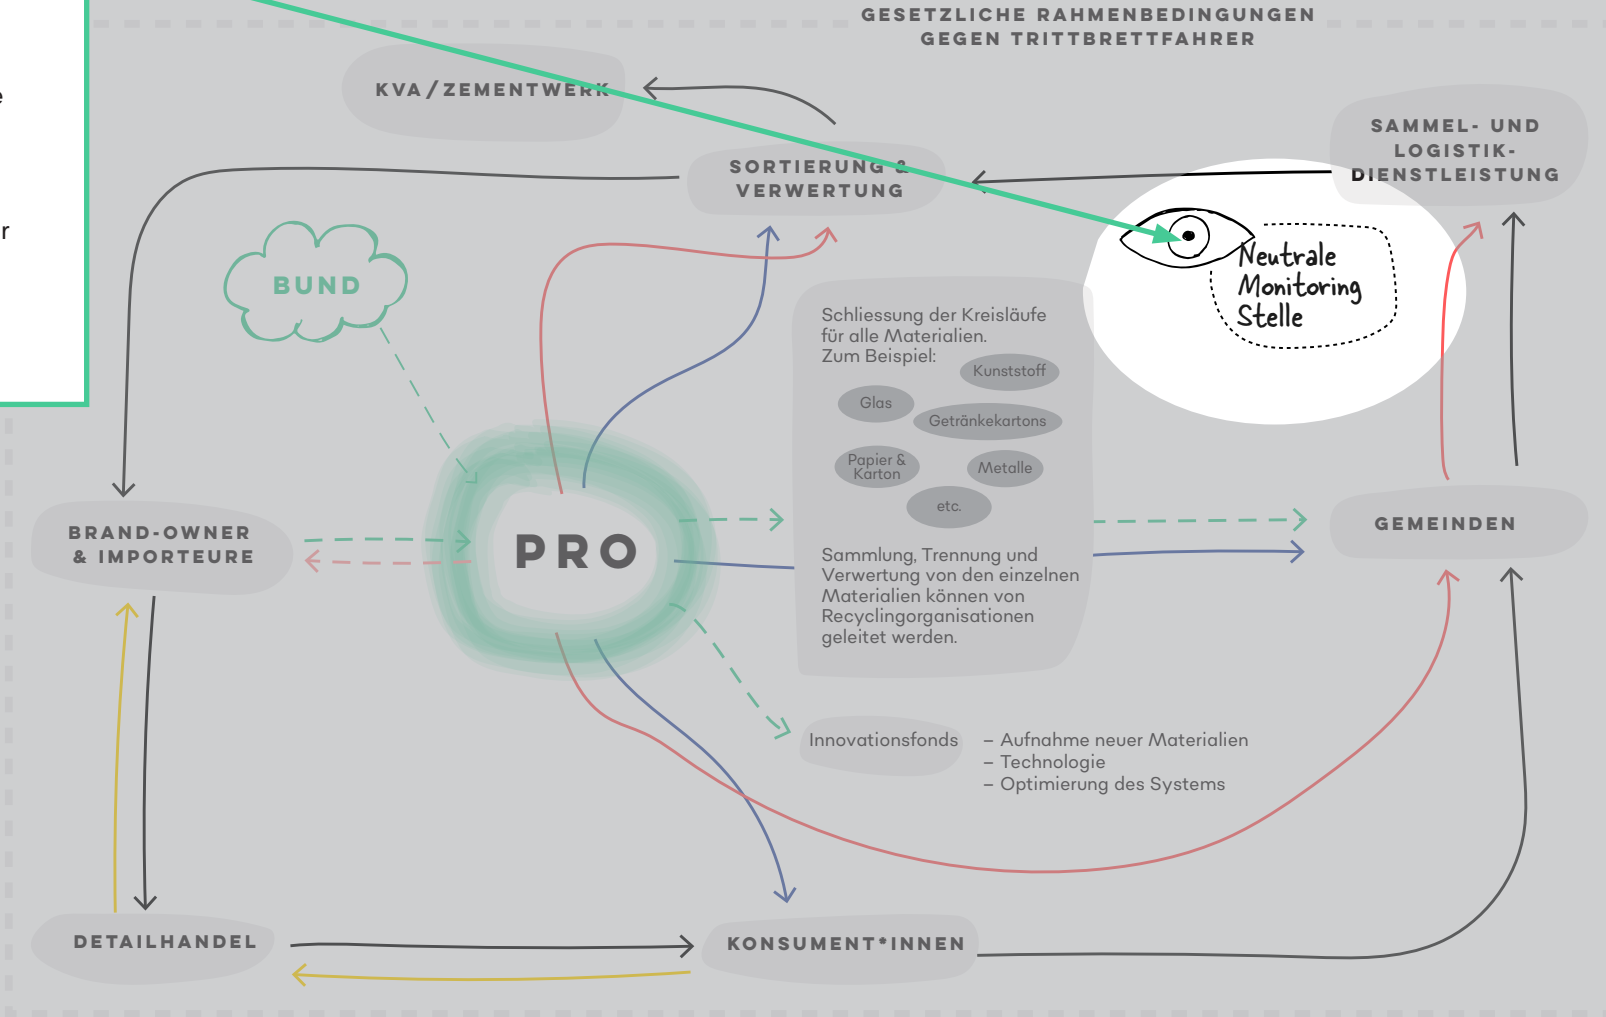 GESETZLICHE RAHMENBEDINGUNGEN
GEGEN TRITTBRETTFAHRER
e
r
KVA/ZEMENTWERK
SORTIERUNG &
VERWERTUNG
SAMMEL- UND
LOGISTIK-
DIENSTLEISTUNG
Neutrale
Monitoring
Stelle
BUND
Schliessung der Kreisläufe
für alle Materialien.
Zum Beispiel:
Kunststoff
Glas
Getränkekartons
Papier &
Karton
Metalle
etc.
Sammlung, Trennung und
Verwertung von den einzelnen
Materialien können von
Recyclingorganisationen
geleitet werden.
BRAND-OWNER
& IMPORTEURE
PRO
GEMEINDEN
Innovationsfonds
– Aufnahme neuer Materialien
– Technologie
– Optimierung des Systems
DETAILHANDEL
KONSUMENT*INNEN